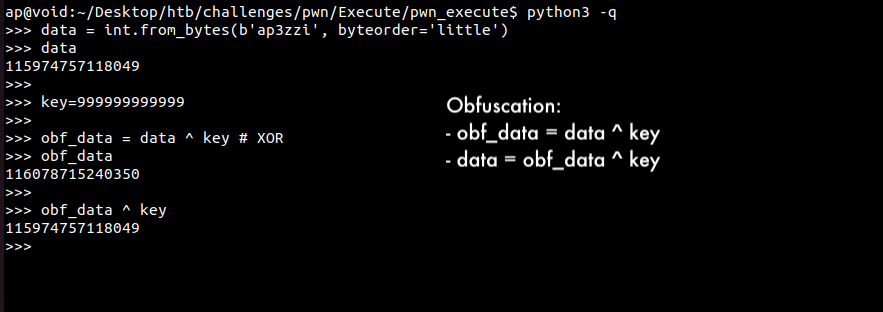 ap@void:~/Desktop/htb/challenges/pwn/Execute/pwn_execute$ python3 -q
>>> data = int.from_bytes(b'ap3zzi', byteorder='little')
>>> data
115974757118049
>>>
>>> key=999999999999
>>>
>>> obf_data = data ^ key # XOR
>>> obf_data
116078715240350
>>>
>>> obf_data ^ key
115974757118049
>>>
Obfuscation:
- obf_data = data ^ key
- data = obf_data ^ key